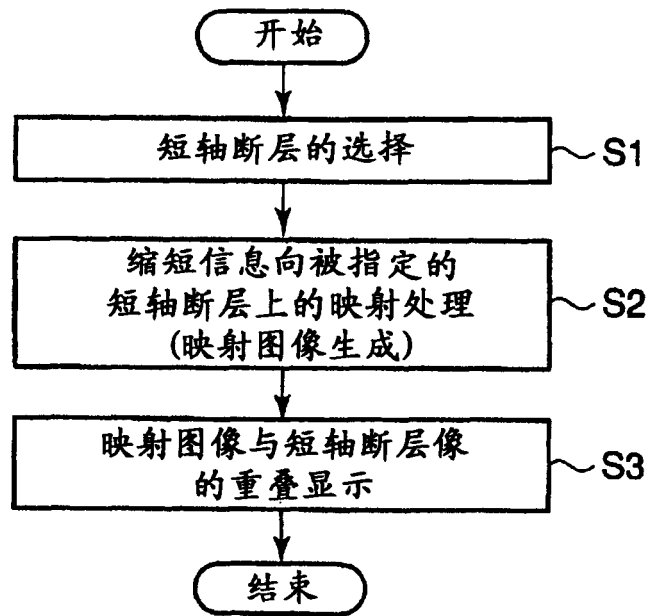 开始
短轴断层的选择
S1
缩短信息向被指定的
短轴断层上的映射处理
(映射图像生成)
S2
映射图像与短轴断层像
的重叠显示
S3
结束